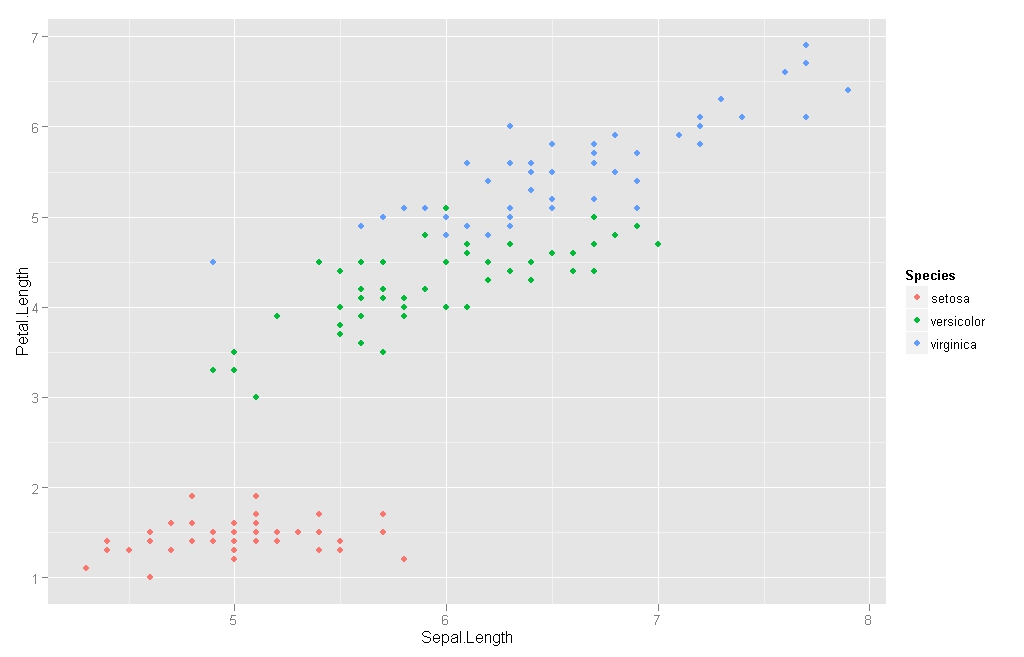 7
6
5
4
3
2
1
Petal.Length
5
6
7
8
Sepal.Length
Species
setosa
versicolor
virginica